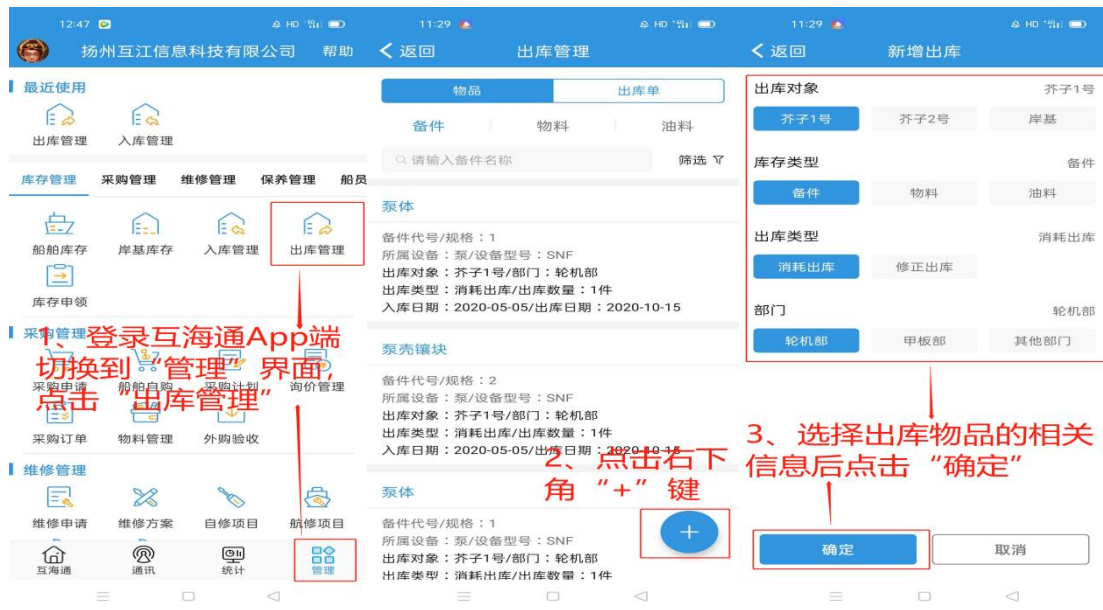 12:47
HD
扬州互江信息科技有限公司 帮助
最近使用
出库管理 入库管理
库存管理 采购管理 维修管理 保养管理 船员
船舶库存 岸基库存 入库管理 出库管理
库存申领
采购管理
1、登录互海通App端
切换到“管理”界面，
点击“出库管理”
采购申请 船舶自购 采购计划 询价管理
采购订单 物料管理 外购验收
维修管理
维修申请 维修方案 自修项目 航修项目
互海通 通讯 统计 管理
11:29
HD
返回 出库管理
物品 出库单
备件 物料 油料
请输入备件名称 筛选
泵体
备件代号/规格：1
所属设备：泵/设备型号：SNF
出库对象：芥子1号/部门：轮机部
出库类型：消耗出库/出库数量：1件
入库日期：2020-05-05/出库日期：2020-10-15
泵壳镶块
备件代号/规格：2
所属设备：泵/设备型号：SNF
出库对象：芥子1号/部门：轮机部
出库类型：消耗出库/出库数量：1件
入库日期：2020-05-05/出库日期：2020-10-15
2、点击右下
角“+”键
泵体
备件代号/规格：1
所属设备：泵/设备型号：SNF
出库对象：芥子1号/部门：轮机部
出库类型：消耗出库/出库数量：1件
11:29
HD
返回 新增出库
出库对象 芥子1号
芥子1号 芥子2号 岸基
库存类型 备件
备件 物料 油料
出库类型 消耗出库
消耗出库 修正出库
部门 轮机部
轮机部 甲板部 其他部门
3、选择出库物品的相关
信息后点击“确定”
确定 取消